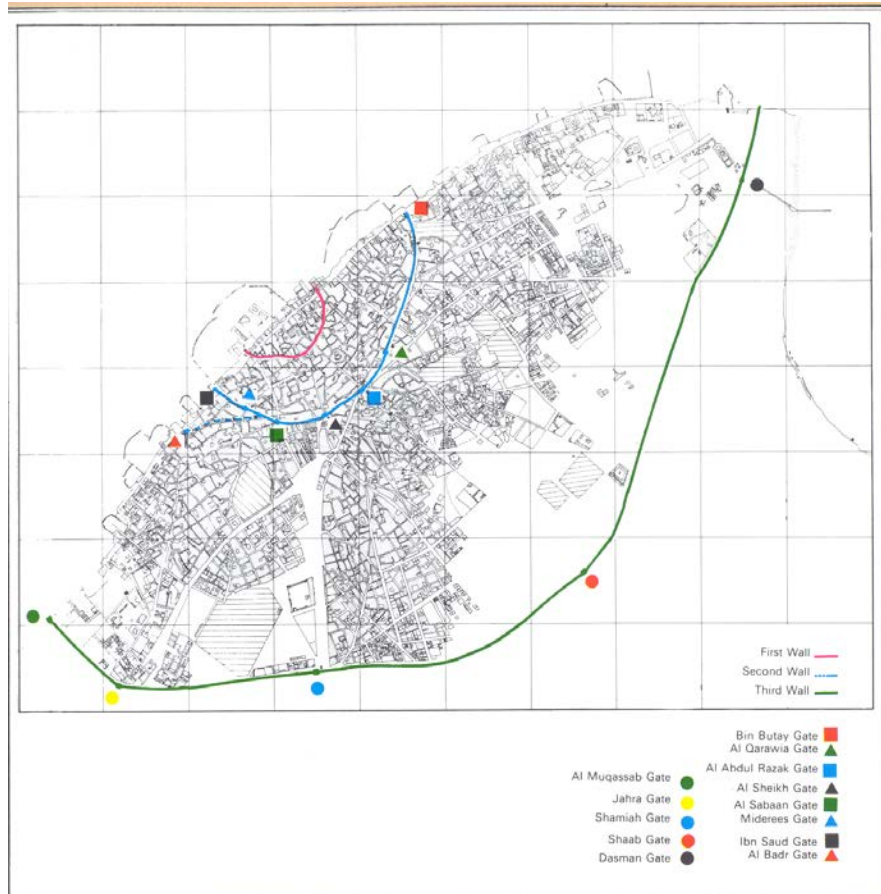 First Wall
Second Wall
Third Wall
Al Muqassab Gate
Jahra Gate
Shamiah Gate
Shaab Gate
Dasman Gate
Bin Butay Gate
Al Qarawia Gate
Al Abdul Razak Gate
Al Sheikh Gate
Al Sabaan Gate
Miderees Gate
Ibn Saud Gate
Al Badr Gate